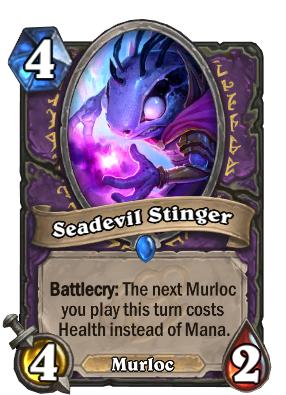 4
Seadevil Stinger
Battlecry: The next Murloc
you play this turn costs
Health instead of Mana.
4
Murloc
2